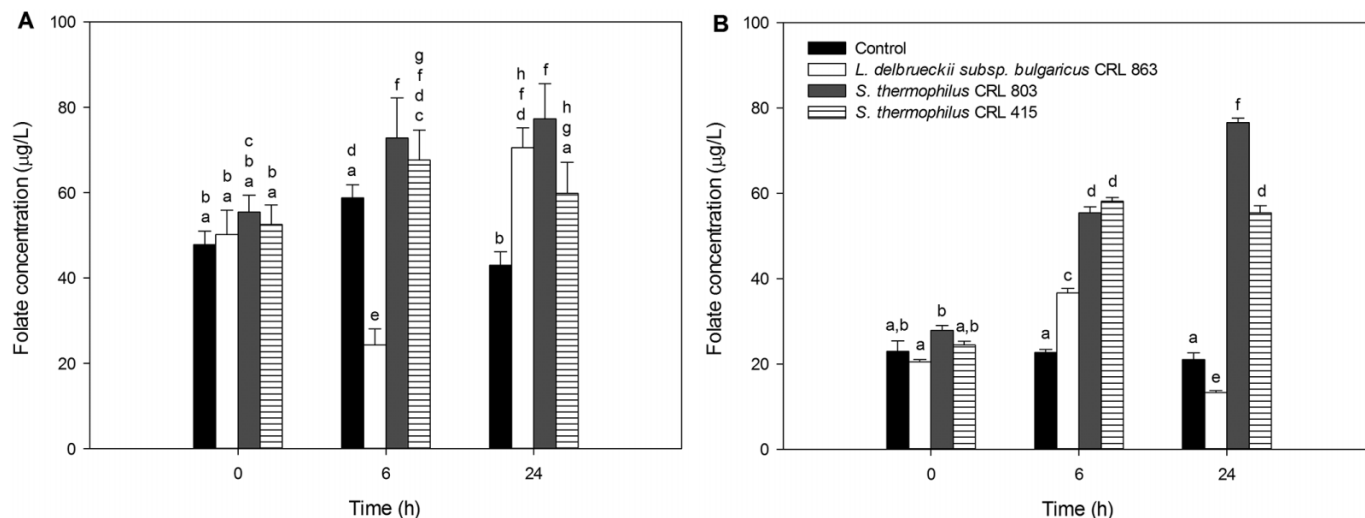 A
100
80
60
40
20
0
Folate concentration (µg/L)
b
a
b
a
c
b
a
b
a
d
a
e
f
g
f
d
c
b
h
f
d
f
h
g
a
0
6
24
Time (h)
B
100
80
60
40
20
0
Folate concentration (µg/L)
Control
L. delbrueckii subsp. bulgaricus CRL 863
S. thermophilus CRL 803
S. thermophilus CRL 415
a,b
a
b
a,b
a
c
d
d
a
e
f
d
0
6
24
Time (h)